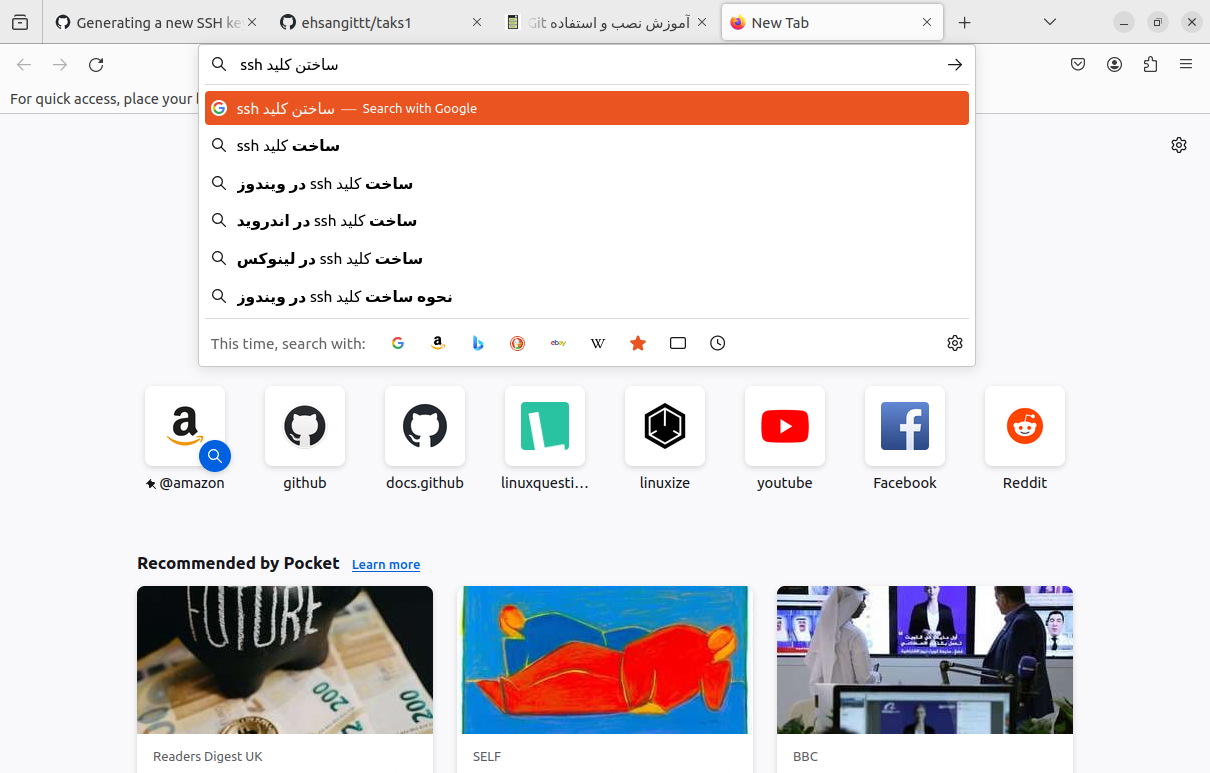 Generating a new SSH ke
ehsangittt/taks1
آموزش نصب و استفاده Git
New Tab
ساختن کلید ssh
For quick access, place your
ساختن کلید ssh — Search with Google
ساخت کلید ssh
ساخت کلید ssh در ویندوز
ساخت کلید ssh در اندروید
ساخت کلید ssh در لینوکس
نحوه ساخت کلید ssh در ویندوز
This time, search with:
@amazon
github
docs.github
linuxquesti...
linuxize
youtube
Facebook
Reddit
Recommended by Pocket Learn more
FUTURE
200
200
Readers Digest UK
SELF
BBC